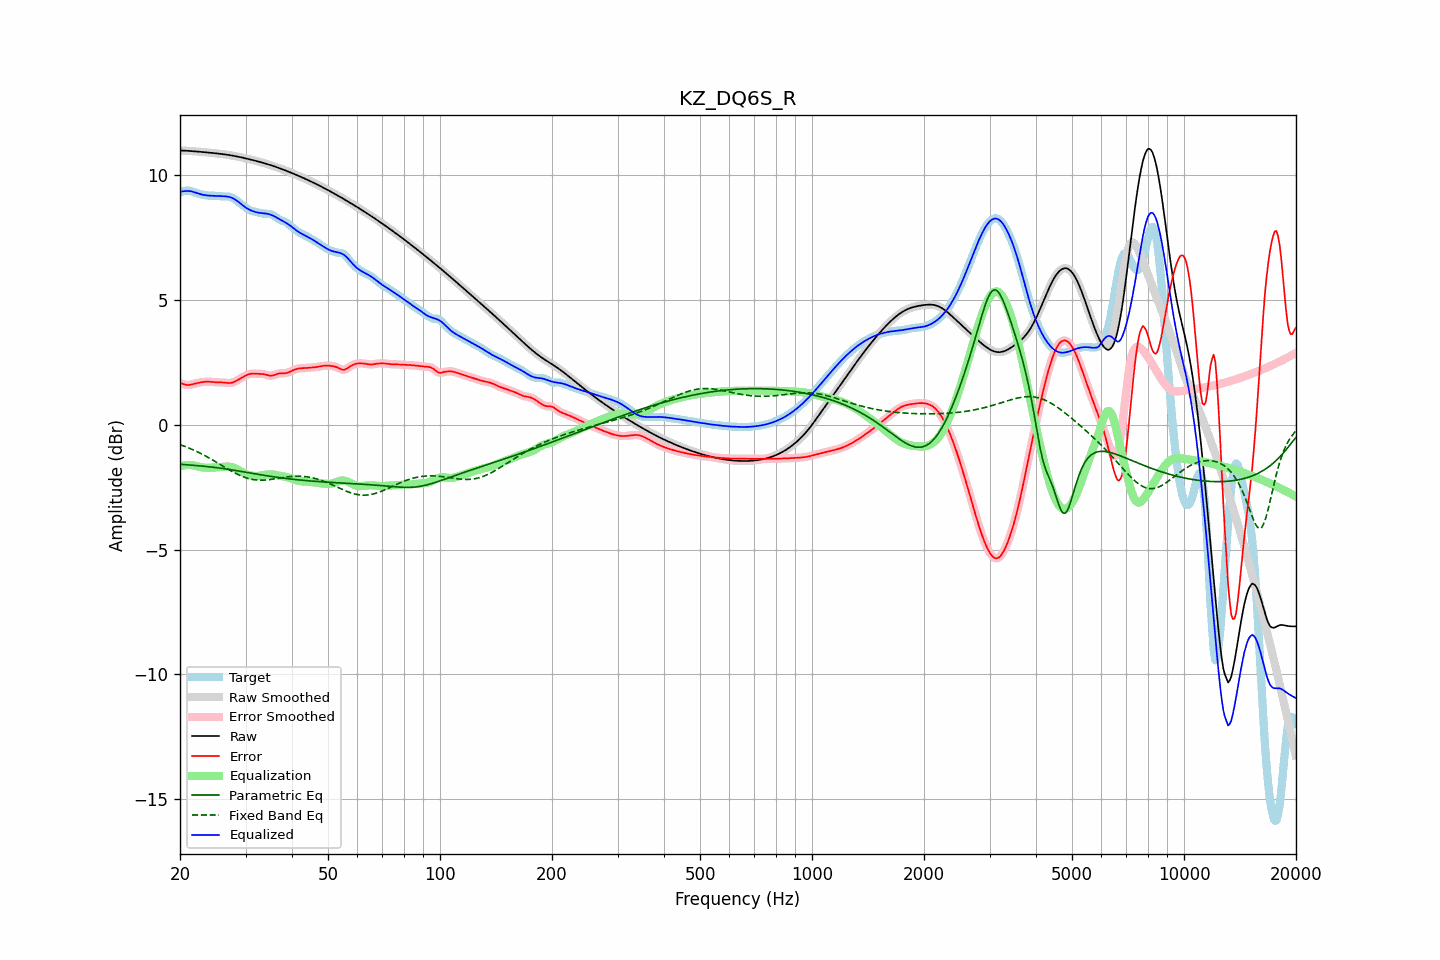 KZ_DQ6S_R
Amplitude (dBr)
10
5
0
−5
−10
−15
Target
Raw Smoothed
Error Smoothed
Raw
Error
Equalization
Parametric Eq
Fixed Band Eq
Equalized
20 50 100 200 500 1000 2000 5000 10000 20000
Frequency (Hz)